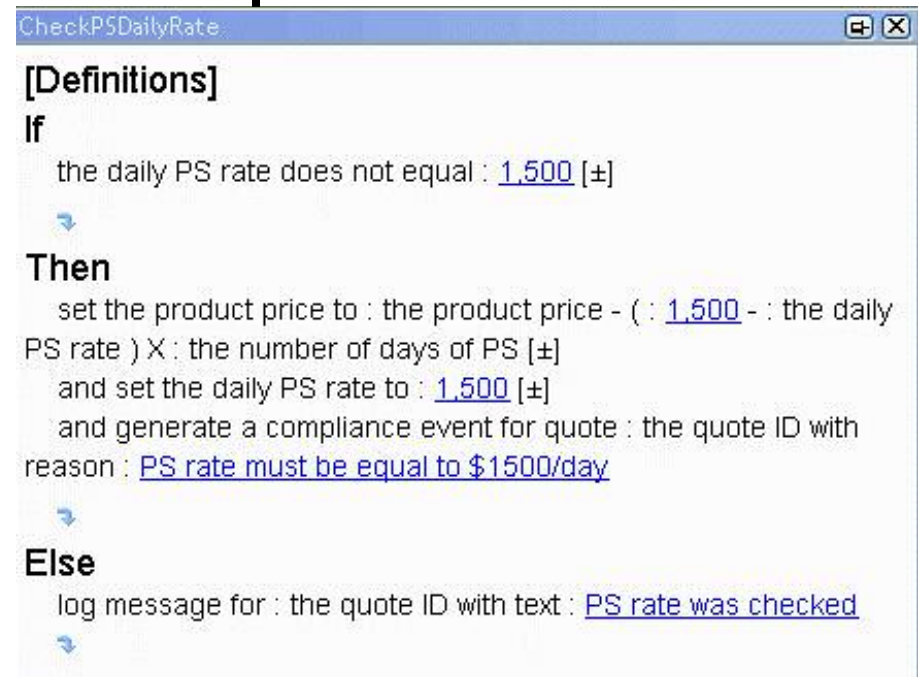 CheckPSDailyRate
[Definitions]
If
the daily PS rate does not equal : 1,500 [±]
Then
set the product price to : the product price - ( : 1,500 - : the daily
PS rate ) X : the number of days of PS [±]
and set the daily PS rate to : 1,500 [±]
and generate a compliance event for quote : the quote ID with
reason : PS rate must be equal to $1500/day
Else
log message for : the quote ID with text : PS rate was checked